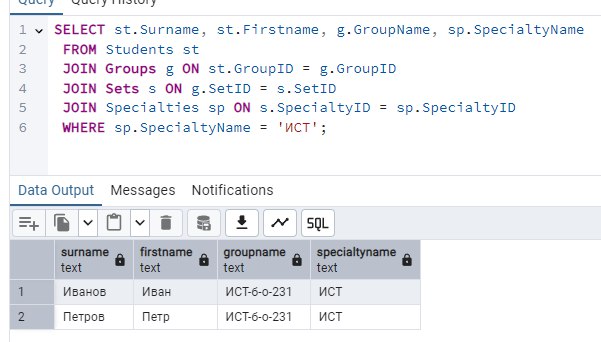 Query Query History
1 SELECT st.Surname, st.Firstname, g.GroupName, sp.SpecialtyName
2 FROM Students st
3 JOIN Groups g ON st.GroupID = g.GroupID
4 JOIN Sets s ON g.SetID = s.SetID
5 JOIN Specialties sp ON s.SpecialtyID = sp.SpecialtyID
6 WHERE sp.SpecialtyName = 'ИСТ';
Data Output Messages Notifications
SQL
surname firstname groupname specialtyname
text text text text
1 Иванов Иван ИСТ-б-о-231 ИСТ
2 Петров Петр ИСТ-б-о-231 ИСТ